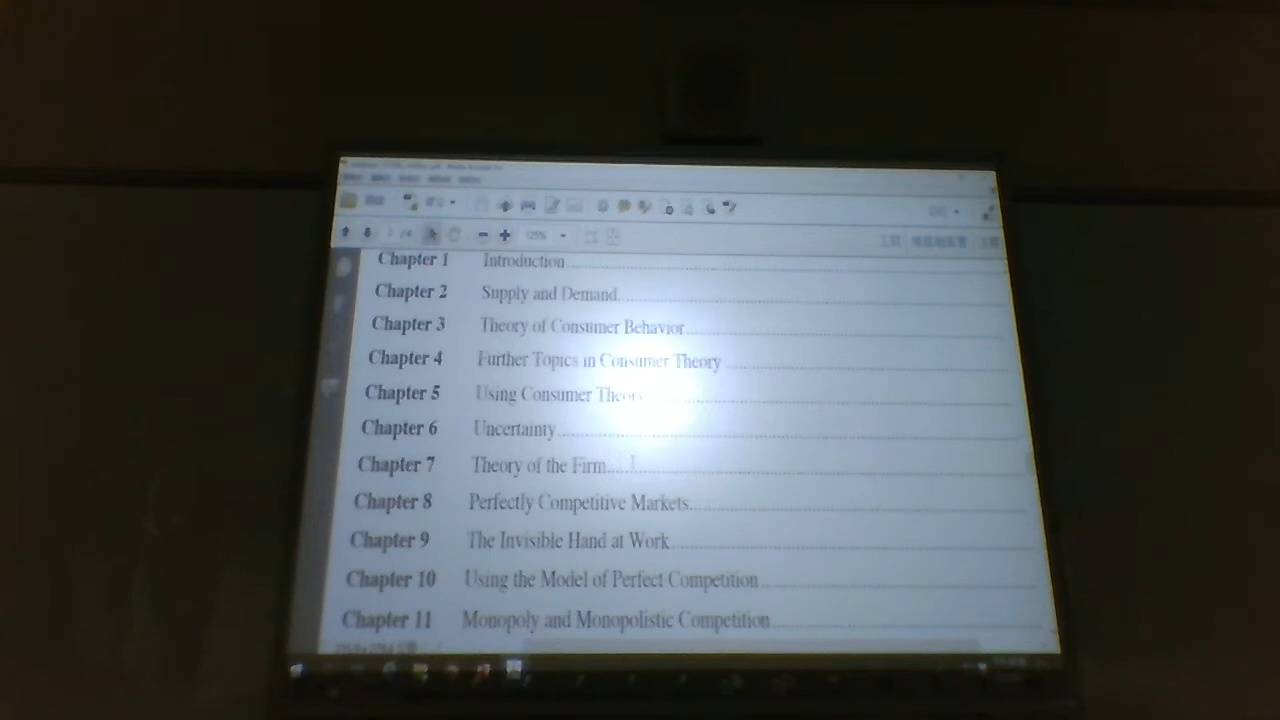 125%
Chapter 1 Introduction
Chapter 2 Supply and Demand
Chapter 3 Theory of Consumer Behavior
Chapter 4 Further Topics in Consumer Theory
Chapter 5 Using Consumer Theory
Chapter 6 Uncertainty
Chapter 7 Theory of the Firm
Chapter 8 Perfectly Competitive Markets
Chapter 9 The Invisible Hand at Work
Chapter 10 Using the Model of Perfect Competition
Chapter 11 Monopoly and Monopolistic Competition